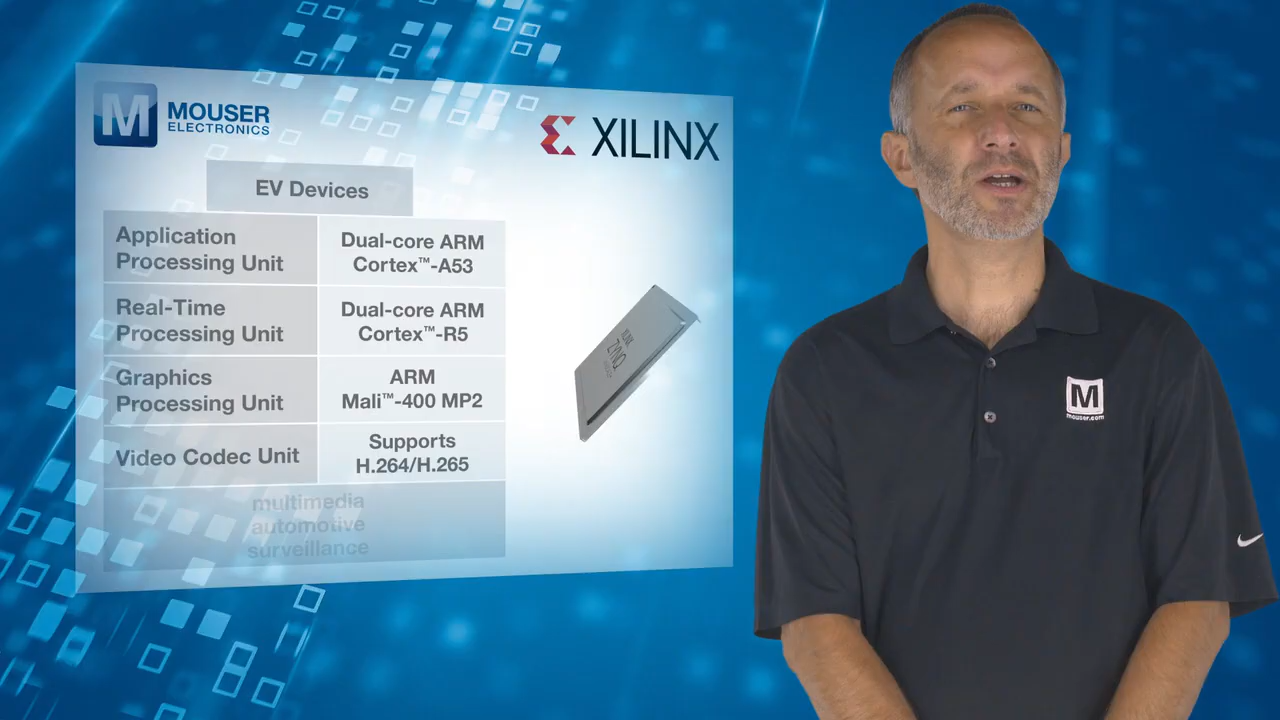 MOUSER
ELECTRONICS
XILINX
EV Devices
Application
Processing Unit
Dual-core ARM
Cortex™-A53
Real-Time
Processing Unit
Dual-core ARM
Cortex™-R5
Graphics
Processing Unit
ARM
Mali™-400 MP2
Video Codec Unit
Supports
H.264/H.265
multimedia
automotive
surveillance
XILINX
ZYNQ
M
mouser.com